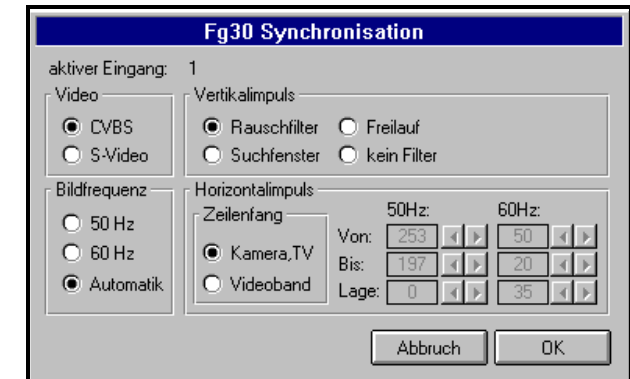 Fg30 Synchronisation
aktiver Eingang: 1
Video
CVBS
S-Video
Vertikalimpuls
Rauschfilter Freilauf
Suchfenster kein Filter
Bildfrequenz
50 Hz
60 Hz
Automatik
Horizontalimpuls
Zeilenfang
Kamera,TV
Videoband
50Hz: 60Hz:
Von: 253 50
Bis: 197 20
Lage: 0 35
Abbruch OK